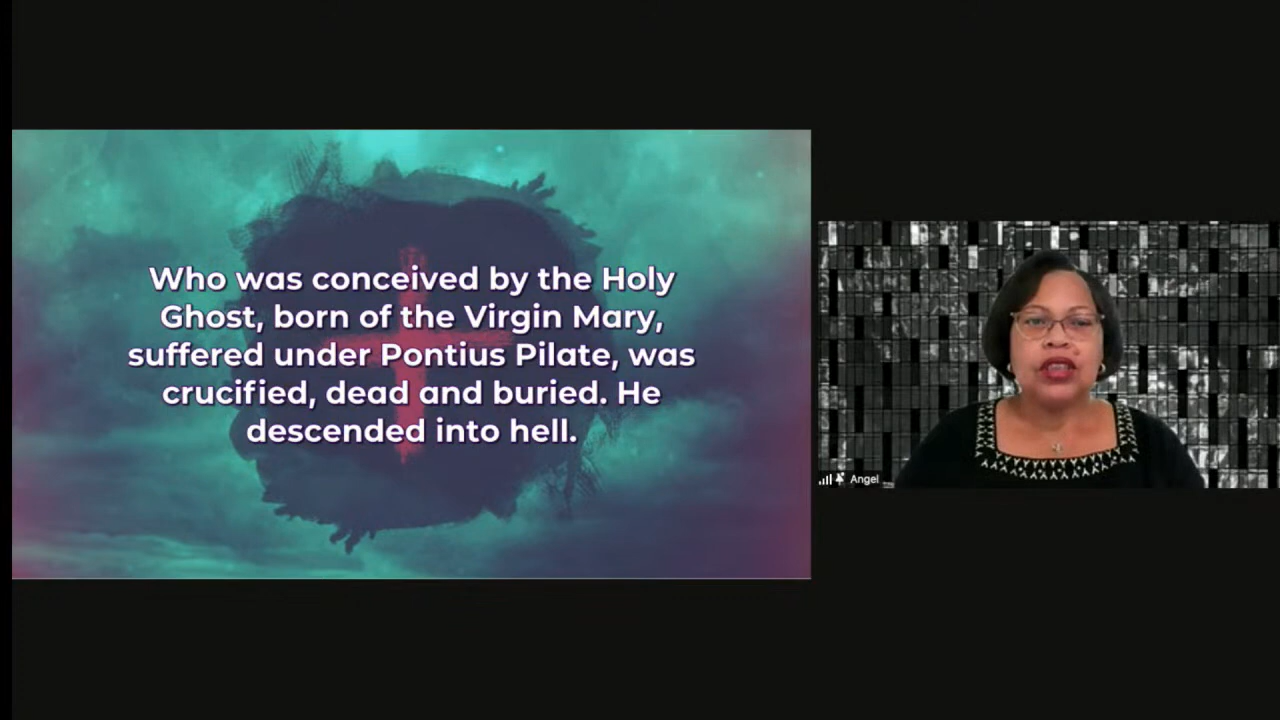 Who was conceived by the Holy
Ghost, born of the Virgin Mary,
suffered under Pontius Pilate, was
crucified, dead and buried. He
descended into hell.
Angel